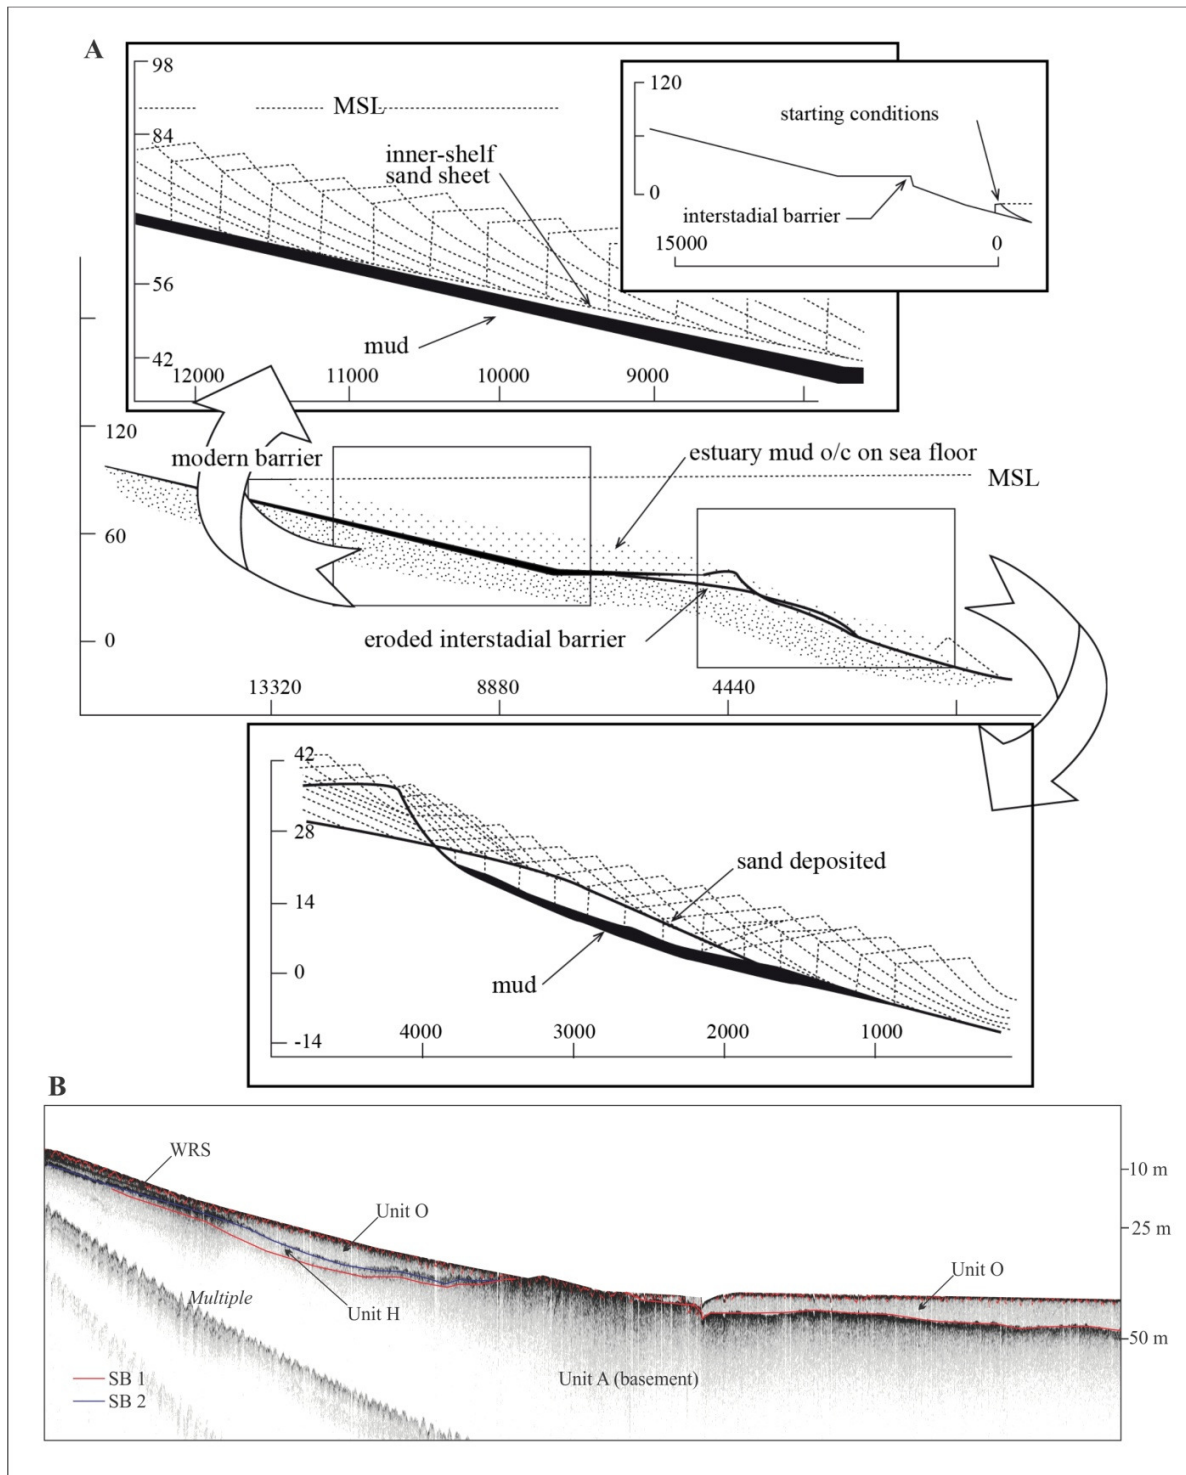 A
98
84
56
42
MSL
inner-shelf
sand sheet
mud
12000
11000
10000
9000
120
0
starting conditions
interstadial barrier
15000
0
120
60
0
modern barrier
estuary mud o/c on sea floor
MSL
eroded interstadial barrier
13320
8880
4440
42
28
14
0
-14
sand deposited
mud
4000
3000
2000
1000
B
WRS
Unit O
Unit H
Multiple
SB 1
SB 2
Unit A (basement)
Unit O
10 m
25 m
50 m